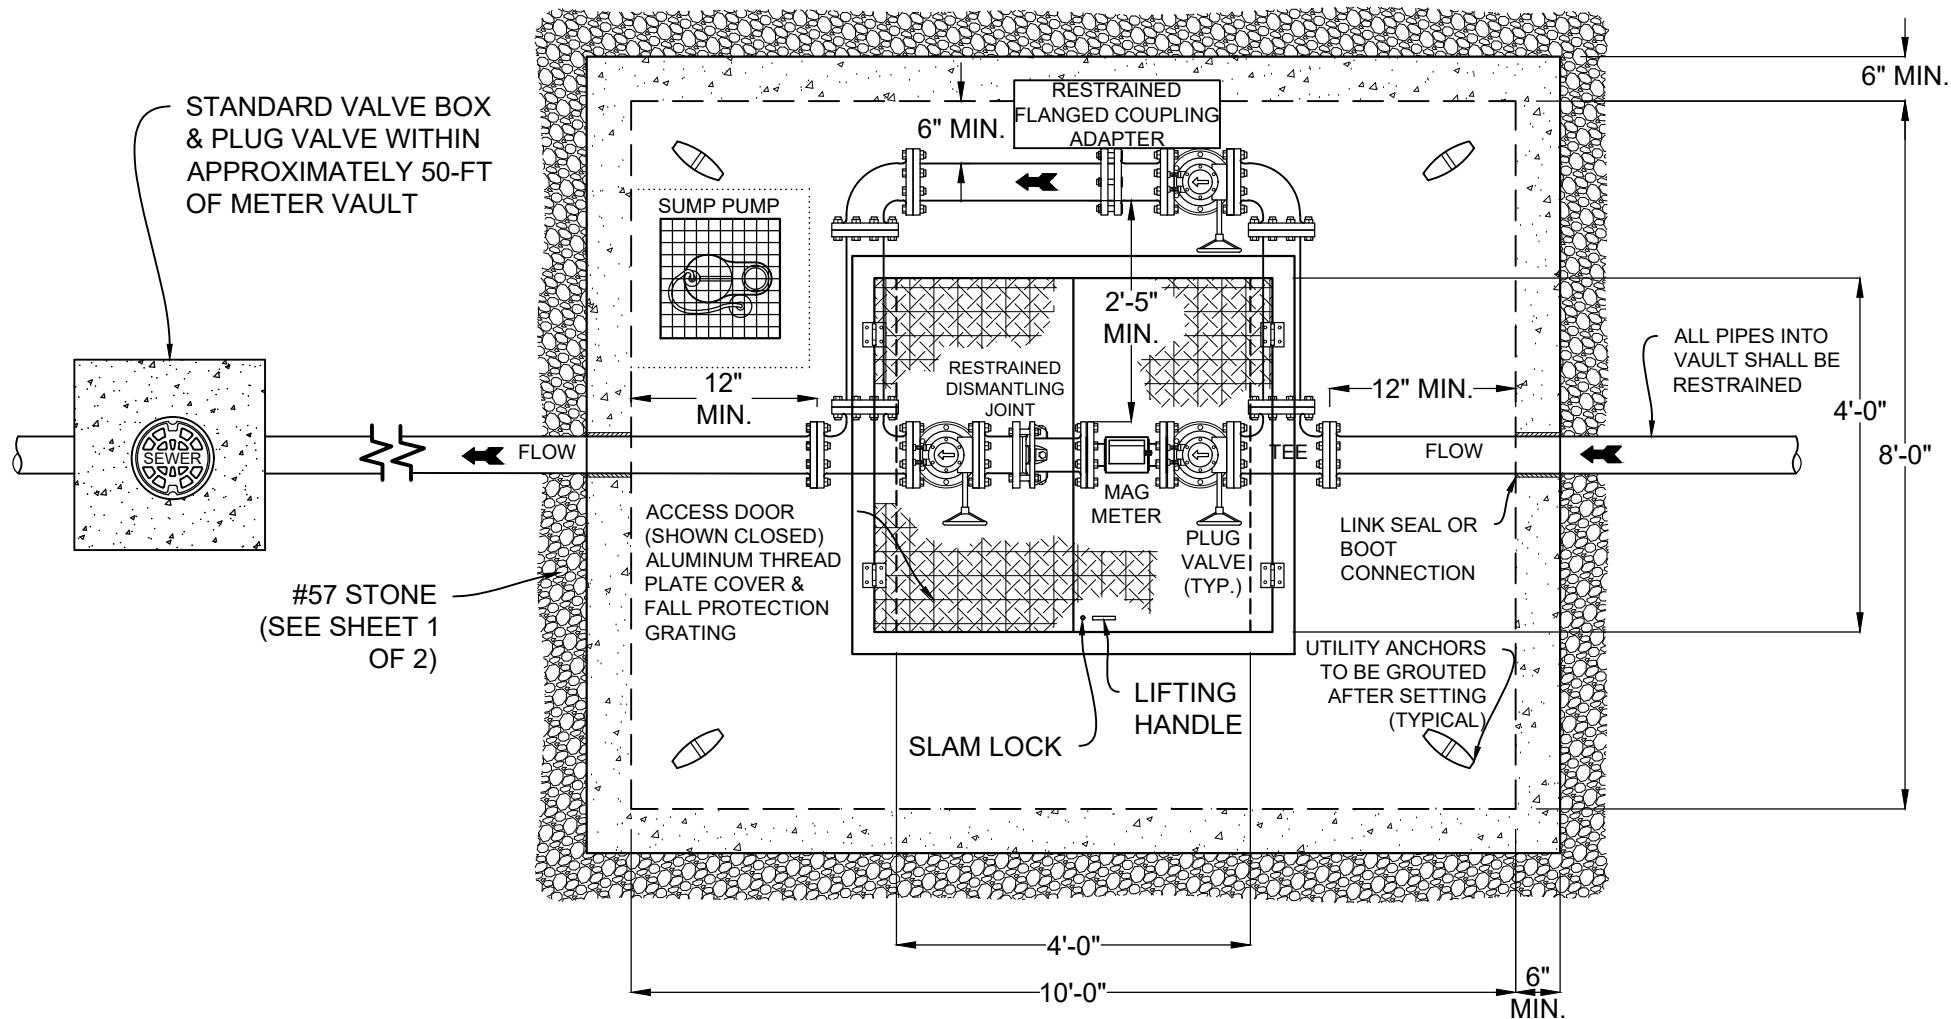 STANDARD VALVE BOX
& PLUG VALVE WITHIN
APPROXIMATELY 50-FT
OF METER VAULT
6" MIN.
RESTRAINED
FLANGED COUPLING
ADAPTER
6" MIN.
SUMP PUMP
2'-5"
MIN.
RESTRAINED
DISMANTLING
JOINT
12"
MIN.
12" MIN.
ALL PIPES INTO
VAULT SHALL BE
RESTRAINED
4'-0"
8'-0"
SEWER
FLOW
TEE
FLOW
MAG
METER
PLUG
VALVE
(TYP.)
LINK SEAL OR
BOOT
CONNECTION
ACCESS DOOR
(SHOWN CLOSED)
ALUMINUM THREAD
PLATE COVER &
FALL PROTECTION
GRATING
#57 STONE
(SEE SHEET 1
OF 2)
UTILITY ANCHORS
TO BE GROUTED
AFTER SETTING
(TYPICAL)
LIFTING
HANDLE
SLAM LOCK
4'-0"
10'-0"
6"
MIN.